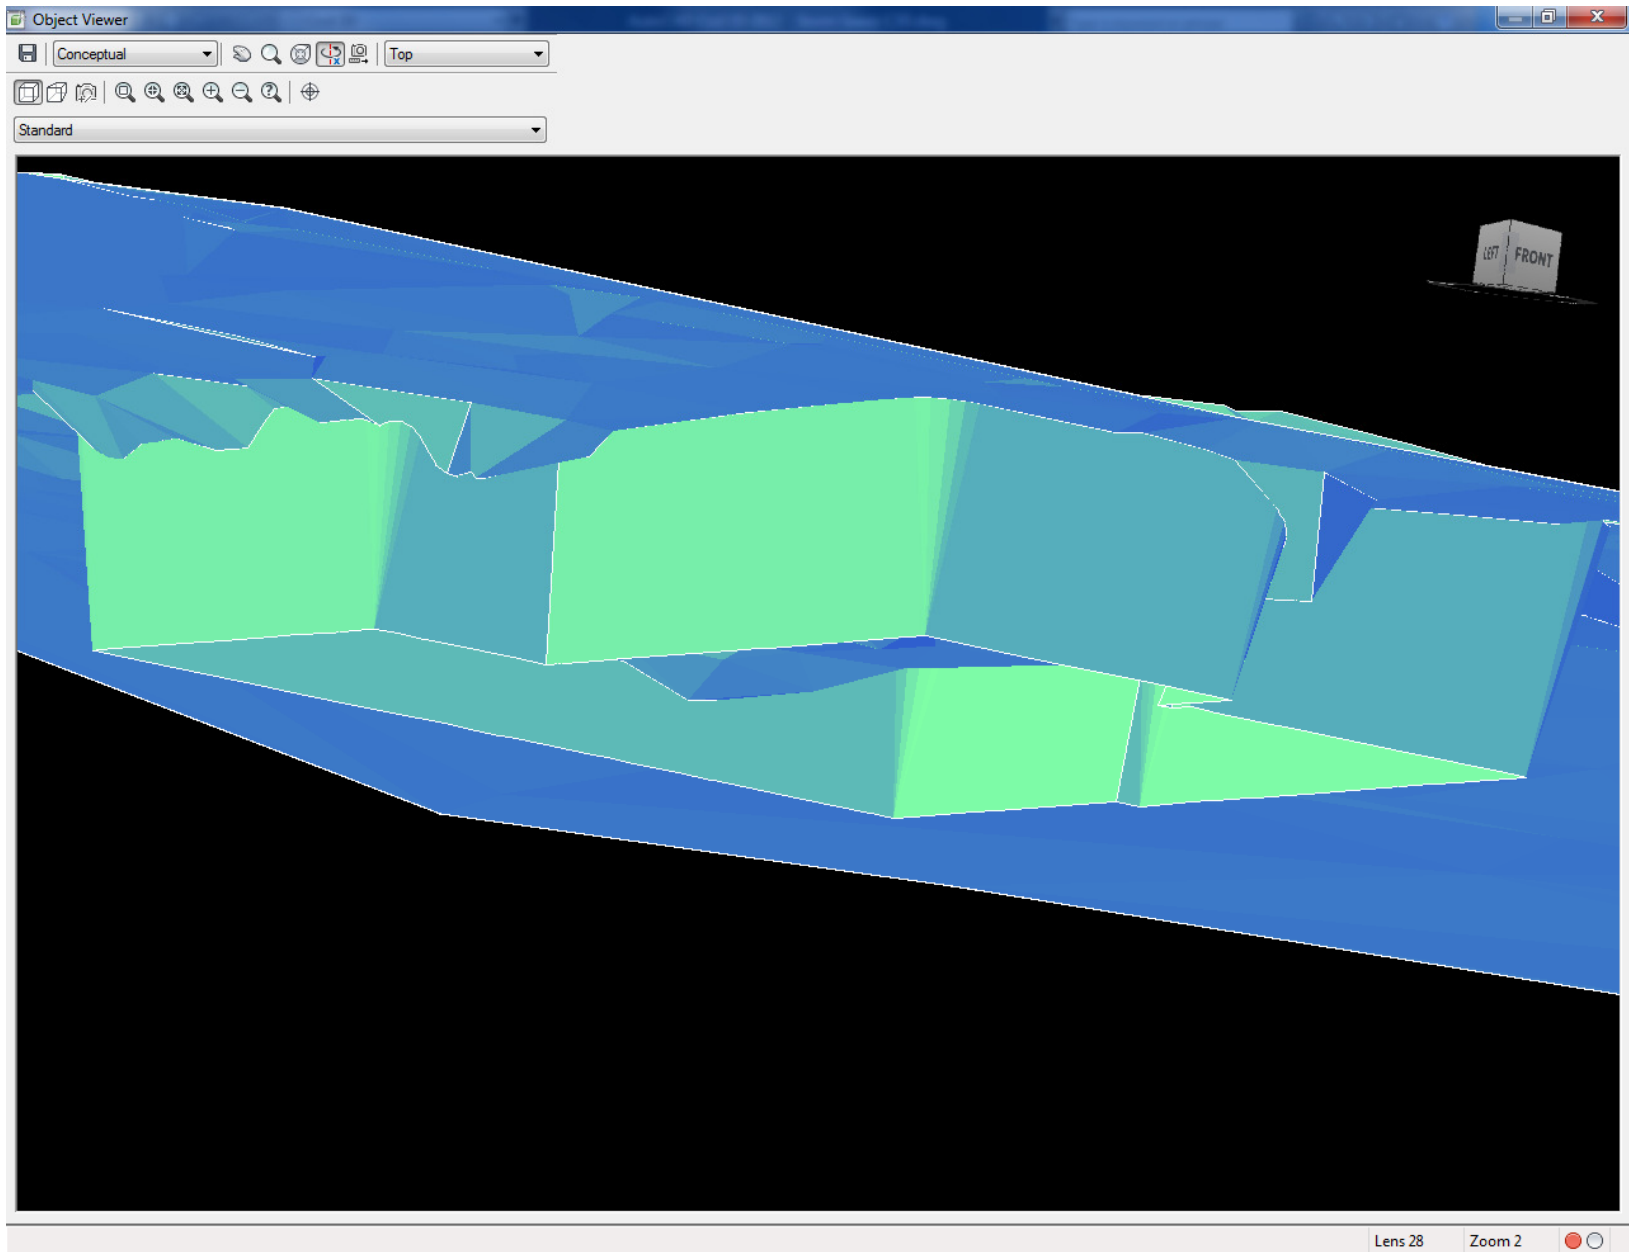 Object Viewer
Conceptual
Top
Standard
LEFT
FRONT
Lens 28
Zoom 2